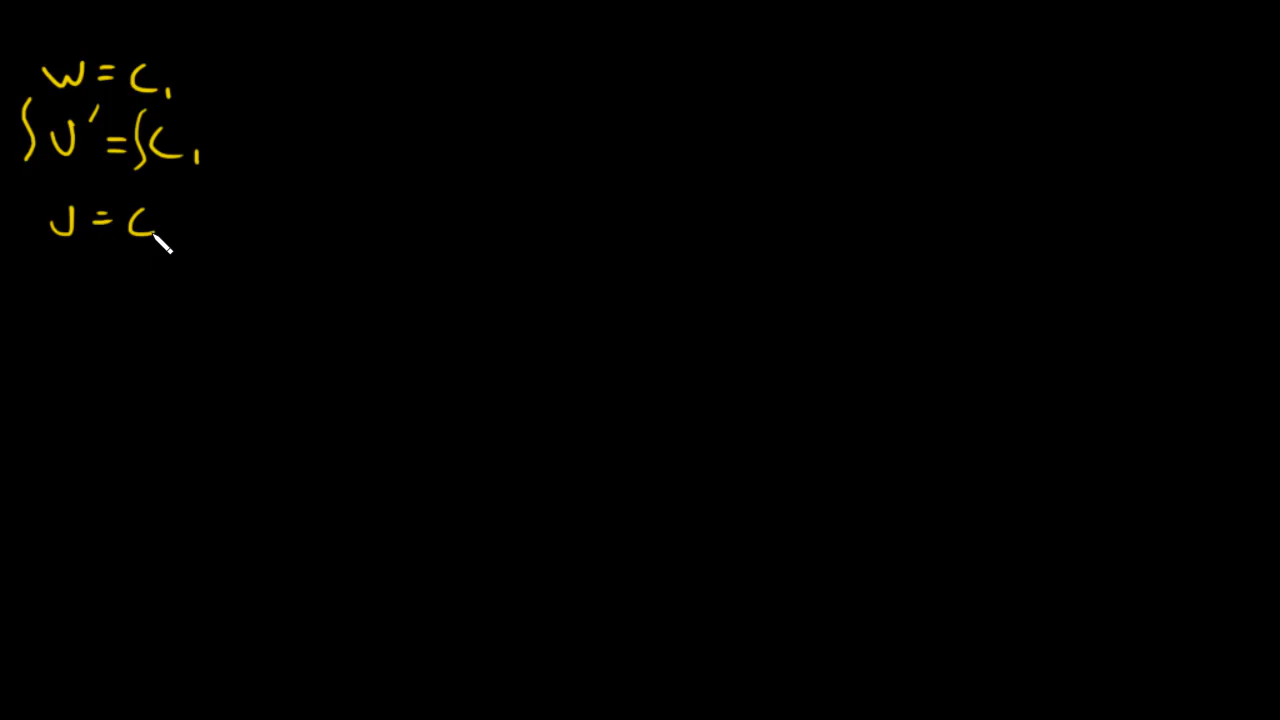 w = c₁
∫ U′ = ∫ C₁
U = C